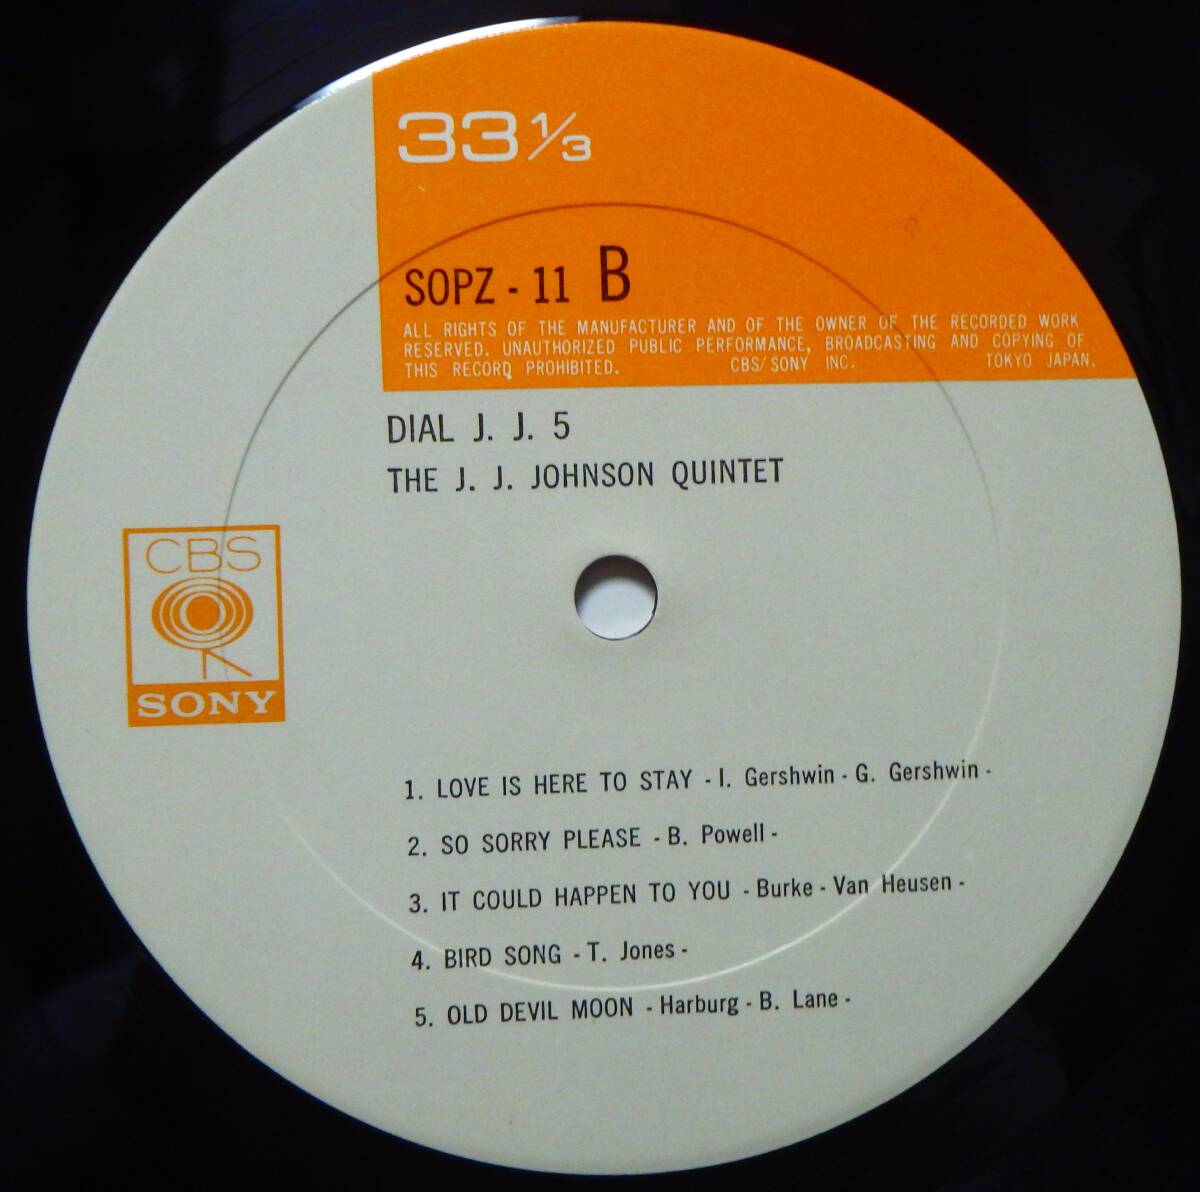 33 1/3
SOPZ - 11 B
ALL RIGHTS OF THE MANUFACTURER AND OF THE OWNER OF THE RECORDED WORK
RESERVED. UNAUTHORIZED PUBLIC PERFORMANCE, BROADCASTING AND COPYING OF
THIS RECORD PROHIBITED. CBS/SONY INC. TOKYO JAPAN.
DIAL J. J. 5
THE J. J. JOHNSON QUINTET
CBS
SONY
1. LOVE IS HERE TO STAY - I. Gershwin - G. Gershwin -
2. SO SORRY PLEASE - B. Powell -
3. IT COULD HAPPEN TO YOU - Burke - Van Heusen -
4. BIRD SONG - T. Jones -
5. OLD DEVIL MOON - Harburg - B. Lane -